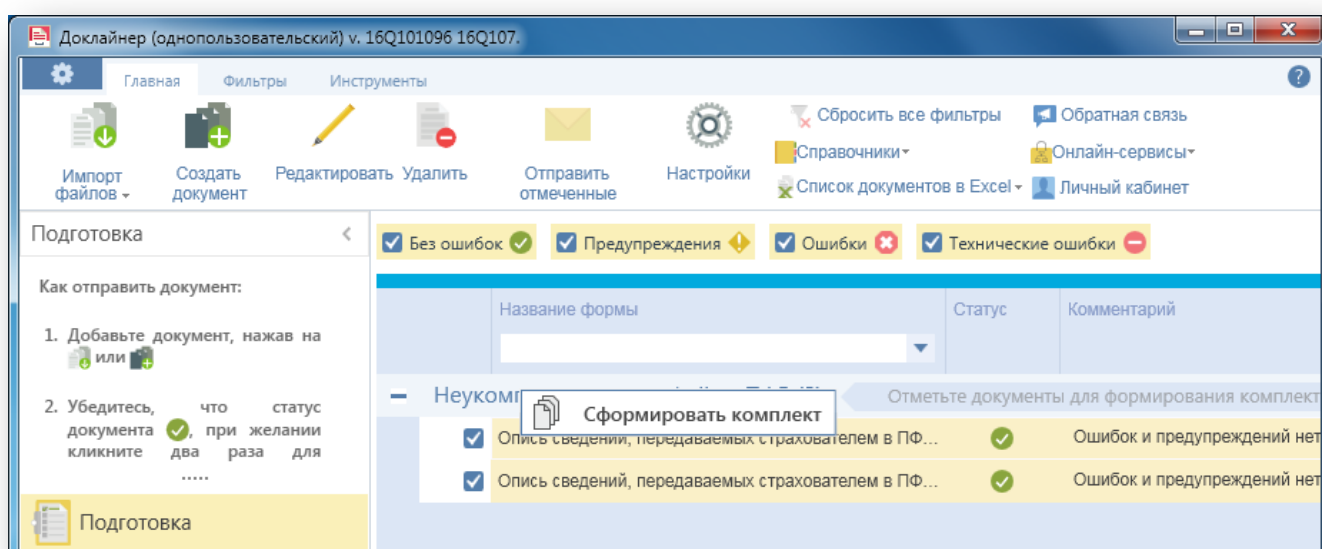 Доклайнер (однопользовательский) v. 16Q101096 16Q107.
Главная Фильтры Инструменты
Импорт файлов
Создать документ
Редактировать
Удалить
Отправить отмеченные
Настройки
Сбросить все фильтры
Справочники
Список документов в Excel
Обратная связь
Онлайн-сервисы
Личный кабинет
Подготовка
Без ошибок Предупреждения Ошибки Технические ошибки
Как отправить документ:
1. Добавьте документ, нажав на
или
2. Убедитесь, что статус
документа , при желании
кликните два раза для
.....
Подготовка
Название формы Статус Комментарий
Отметьте документы для формирования комплект
Сформировать комплект
Опись сведений, передаваемых страхователем в ПФ... Ошибок и предупреждений нет
Опись сведений, передаваемых страхователем в ПФ... Ошибок и предупреждений нет